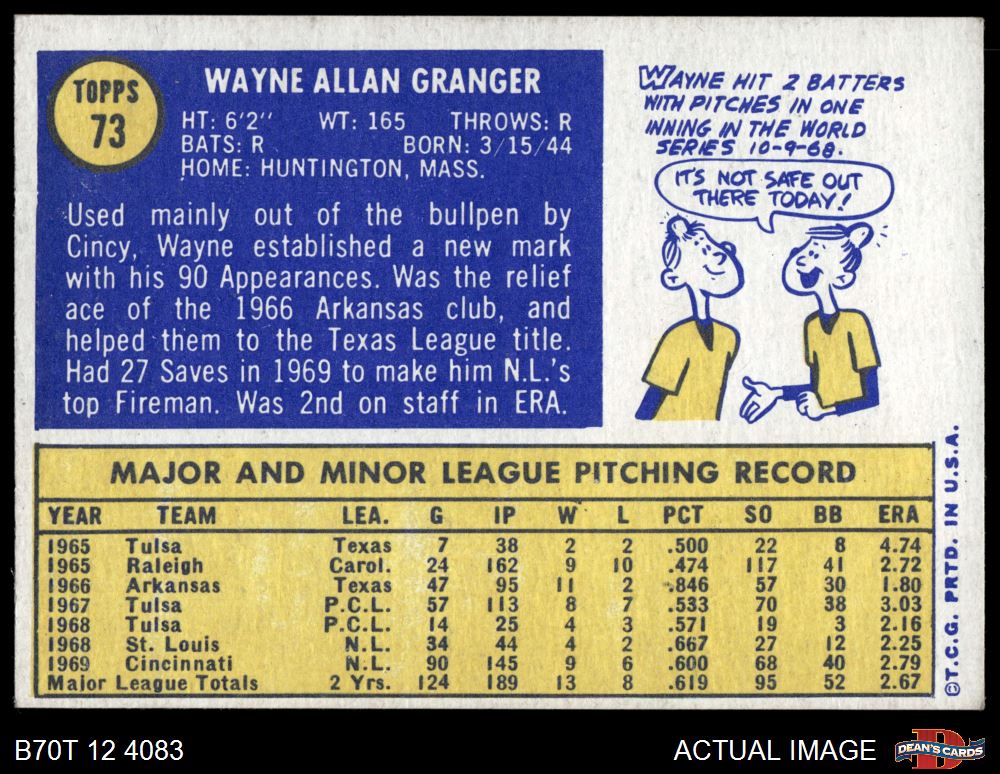 TOPPS
73
WAYNE ALLAN GRANGER
HT: 6'2" WT: 165 THROWS: R
BATS: R BORN: 3/15/44
HOME: HUNTINGTON, MASS.
Used mainly out of the bullpen by
Cincy, Wayne established a new mark
with his 90 Appearances. Was the relief
ace of the 1966 Arkansas club, and
helped them to the Texas League title.
Had 27 Saves in 1969 to make him N.L.'s
top Fireman. Was 2nd on staff in ERA.
WAYNE HIT 2 BATTERS
WITH PITCHES IN ONE
INNING IN THE WORLD
SERIES 10-9-68.
IT'S NOT SAFE OUT
THERE TODAY!
MAJOR AND MINOR LEAGUE PITCHING RECORD
YEAR TEAM LEA. G IP W L PCT SO BB ERA
1965 Tulsa Texas 7 38 2 2 .500 22 8 4.74
1965 Raleigh Carol. 24 162 9 10 .474 117 41 2.72
1966 Arkansas Texas 47 95 11 2 .846 57 30 1.80
1967 Tulsa P.C.L. 57 113 8 7 .533 70 38 3.03
1968 Tulsa P.C.L. 14 25 4 3 .571 19 3 2.16
1968 St. Louis N.L. 34 44 4 2 .667 27 12 2.25
1969 Cincinnati N.L. 90 145 9 6 .600 68 40 2.79
Major League Totals 2 Yrs. 124 189 13 8 .619 95 52 2.67
©T.C.G. PRTD. IN U.S.A.
B70T 12 4083
ACTUAL IMAGE
D
DEAN'S CARDS